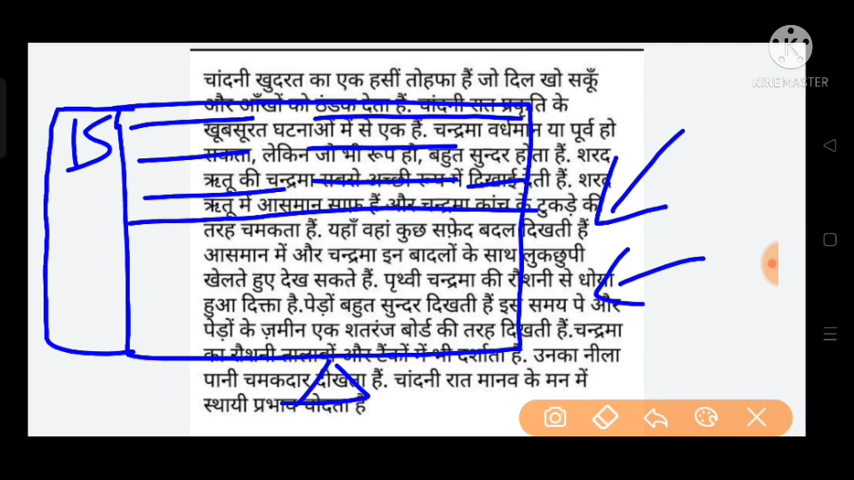 KINEMASTER
चांदनी खुदरत का एक हसीं तोहफा हैं जो दिल खो सकूँ
और आँखों को ठंडक देता हैं. चांदनी रात प्रकृति के
खूबसूरत घटनाओं में से एक हैं. चन्द्रमा वर्धमान या पूर्व हो
सकता, लेकिन जो भी रूप हो, बहुत सुन्दर होता हैं. शरद
ऋतू की चन्द्रमा सबसे अच्छी रूप में दिखाई देती हैं. शरद
ऋतू में आसमान साफ़ हैं और चन्द्रमा कांच के टुकड़े की
तरह चमकता हैं. यहाँ वहां कुछ सफ़ेद बदल दिखती हैं
आसमान में और चन्द्रमा इन बादलों के साथ लुकछुपी
खेलते हुए देख सकते हैं. पृथ्वी चन्द्रमा की रौशनी से धोया
हुआ दिक्ता है.पेड़ों बहुत सुन्दर दिखती हैं इस समय पे और
पेड़ों के ज़मीन एक शतरंज बोर्ड की तरह दिखती हैं.चन्द्रमा
का रौशनी तालाबों और टैंकों में भी दर्शाता हैं. उनका नीला
पानी चमकदार दीखता हैं. चांदनी रात मानव के मन में
स्थायी प्रभाव चोदता है